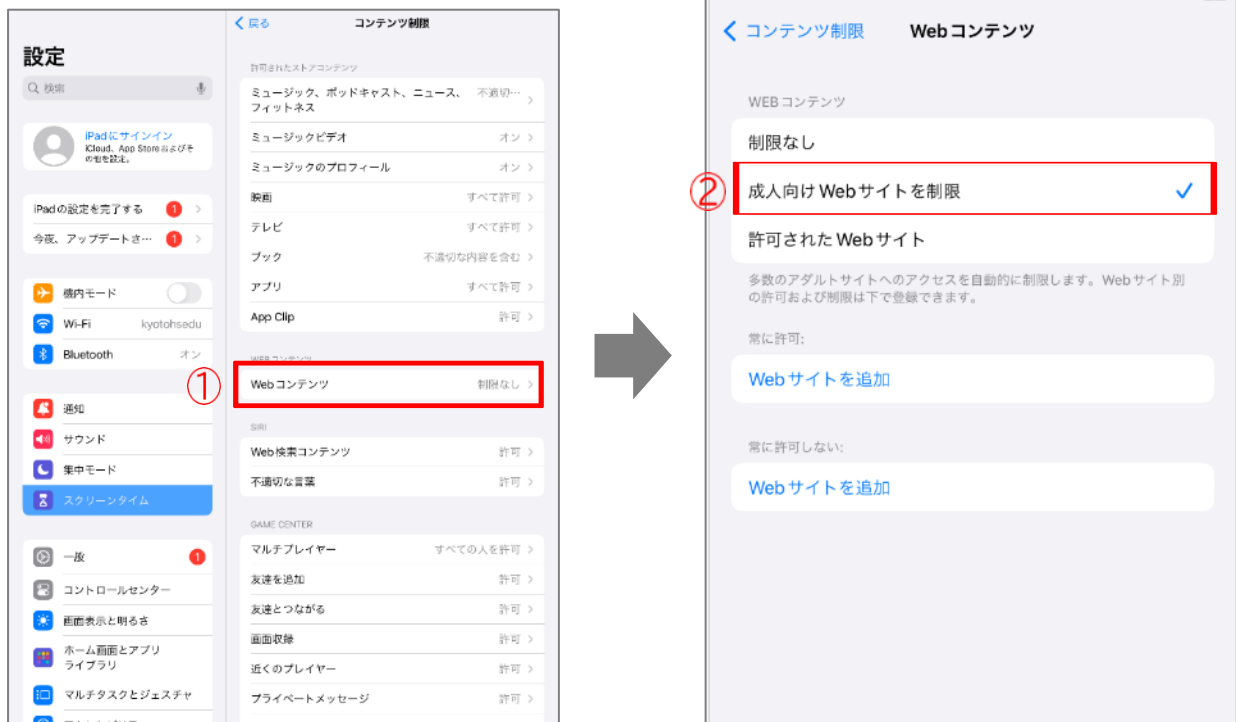 設定
検索
iPadにサインイン
iCloud、App Storeおよびそ
の他を設定。
iPadの設定を完了する 1
今夜、アップデートさ… 1
機内モード
Wi-Fi kyotohsedu
Bluetooth オン
通知
サウンド
集中モード
スクリーンタイム
一般 1
コントロールセンター
画面表示と明るさ
ホーム画面とアプリ
ライブラリ
マルチタスクとジェスチャ
戻る コンテンツ制限
許可されたストアコンテンツ
ミュージック、ポッドキャスト、ニュース、 不適切…
フィットネス
ミュージックビデオ オン
ミュージックのプロフィール オン
映画 すべて許可
テレビ すべて許可
ブック 不適切な内容を含む
アプリ すべて許可
App Clip 許可
WEBコンテンツ
①
Webコンテンツ 制限なし
SIRI
Web検索コンテンツ 許可
不適切な言葉 許可
GAME CENTER
マルチプレイヤー すべての人を許可
友達を追加 許可
友達とつながる 許可
画面収録 許可
近くのプレイヤー 許可
プライベートメッセージ 許可
コンテンツ制限 Webコンテンツ
WEBコンテンツ
制限なし
②
成人向けWebサイトを制限
許可されたWebサイト
多数のアダルトサイトへのアクセスを自動的に制限します。Webサイト別
の許可および制限は下で登録できます。
常に許可:
Webサイトを追加
常に許可しない:
Webサイトを追加